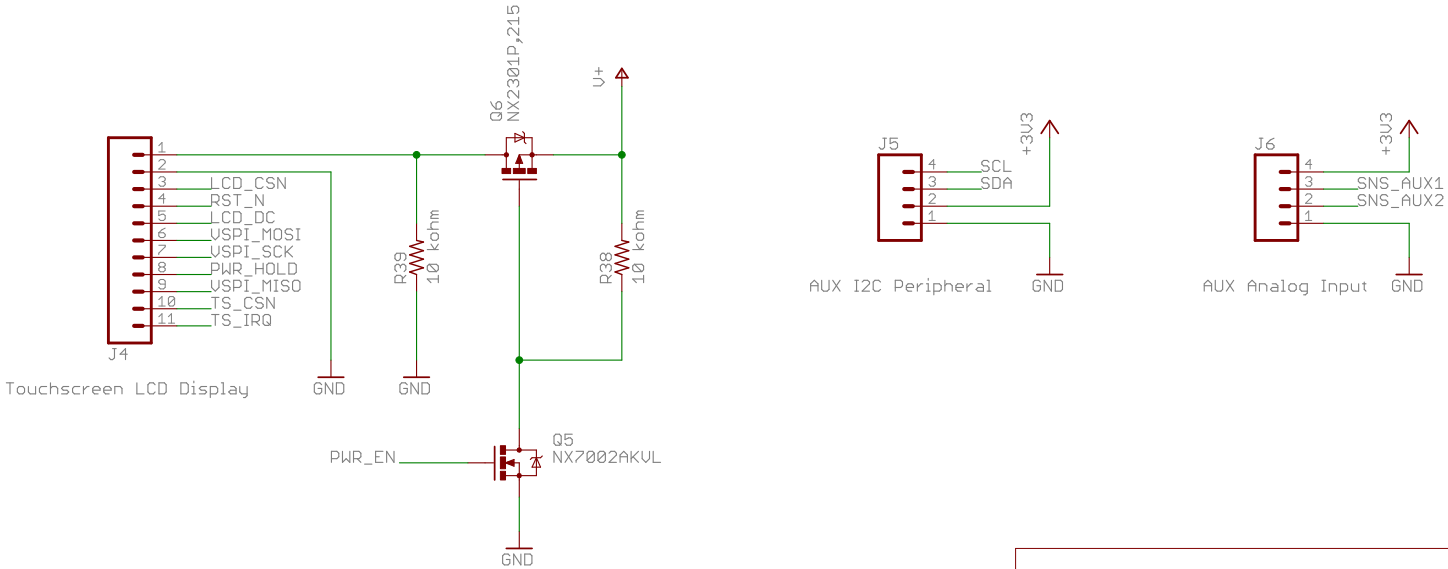 Q6
NX2301P,215
V+
1
2
3
LCD_CSN
4
RST_N
5
LCD_DC
6
VSPI_MOSI
7
VSPI_SCK
8
PWR_HOLD
9
VSPI_MISO
10
TS_CSN
11
TS_IRQ
J4
Touchscreen LCD Display
GND
R39
10 kohm
GND
R38
10 kohm
PWR_EN
Q5
NX7002AKVL
GND
J5
4
SCL
3
SDA
2
1
+3V3
AUX I2C Peripheral
GND
J6
4
3
SNS_AUX1
2
SNS_AUX2
1
+3V3
AUX Analog Input
GND